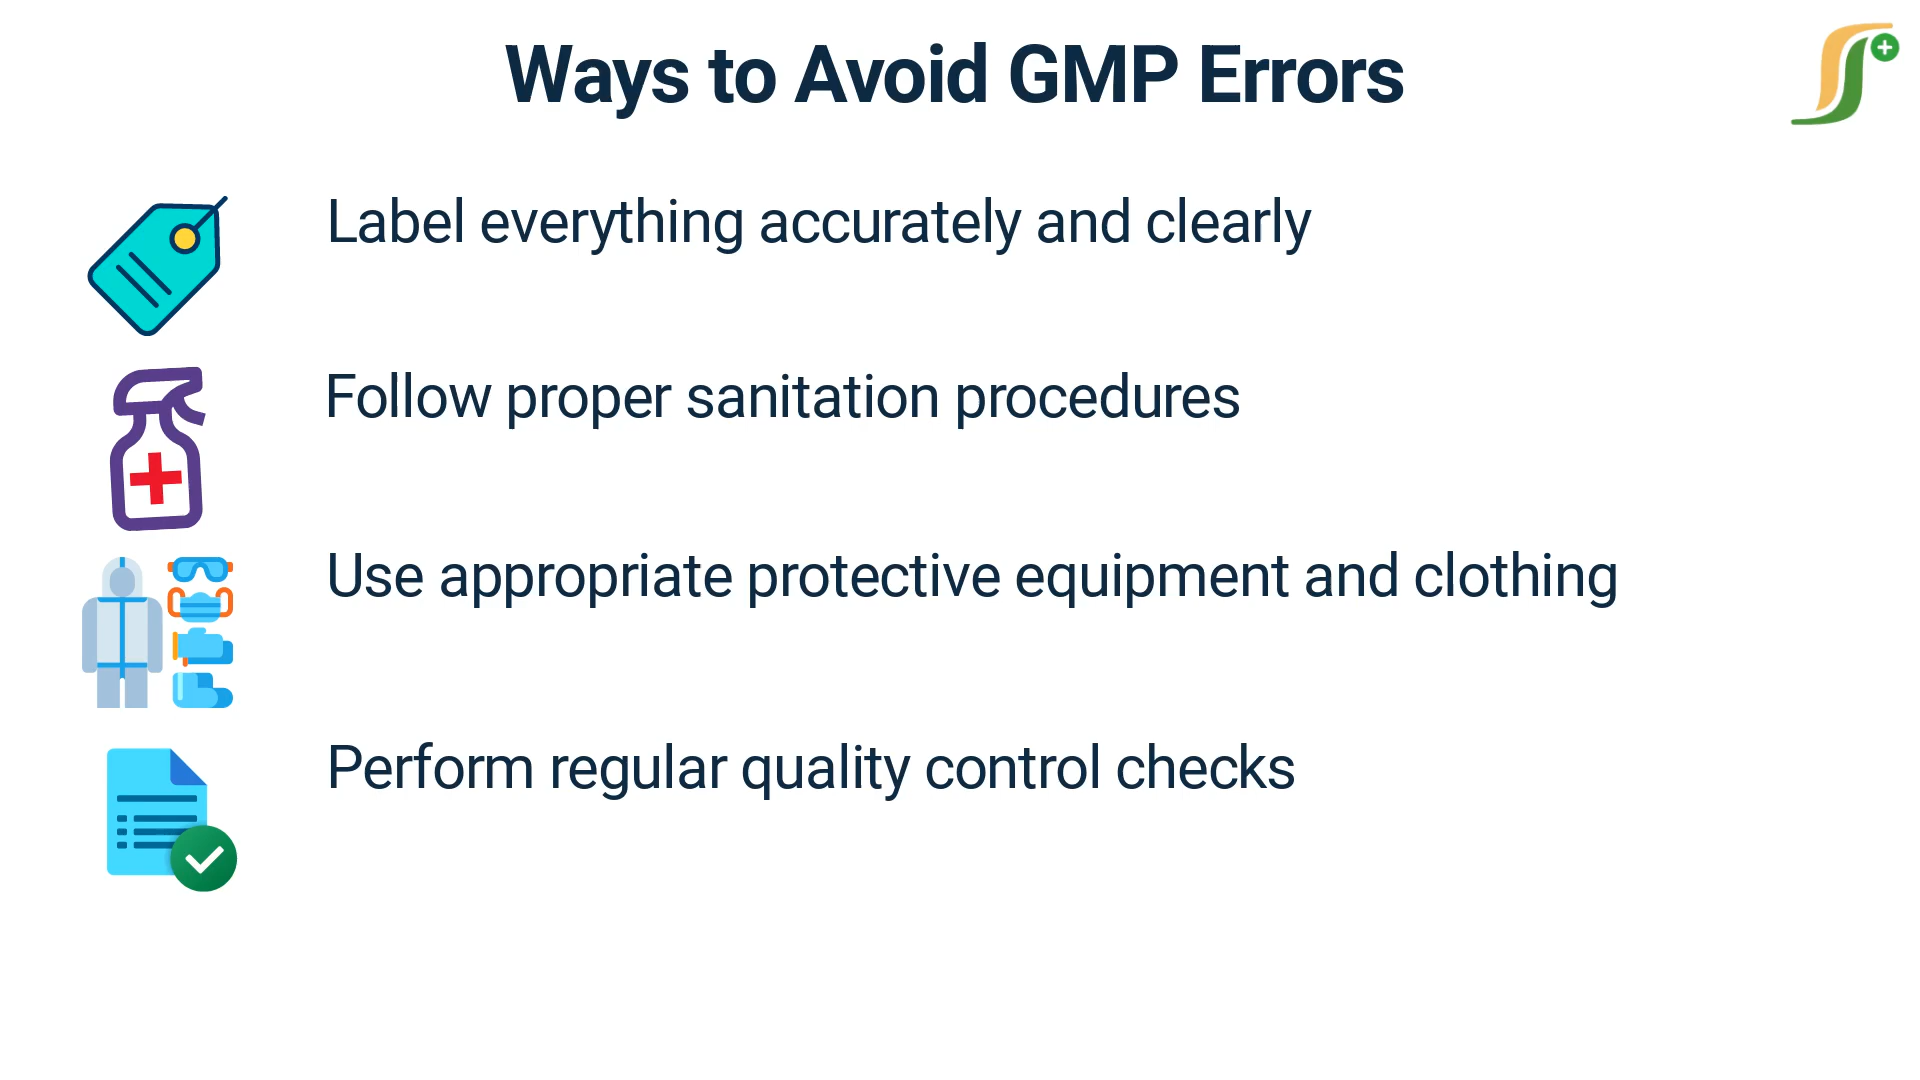 Ways to Avoid GMP Errors
Label everything accurately and clearly
Follow proper sanitation procedures
Use appropriate protective equipment and clothing
Perform regular quality control checks